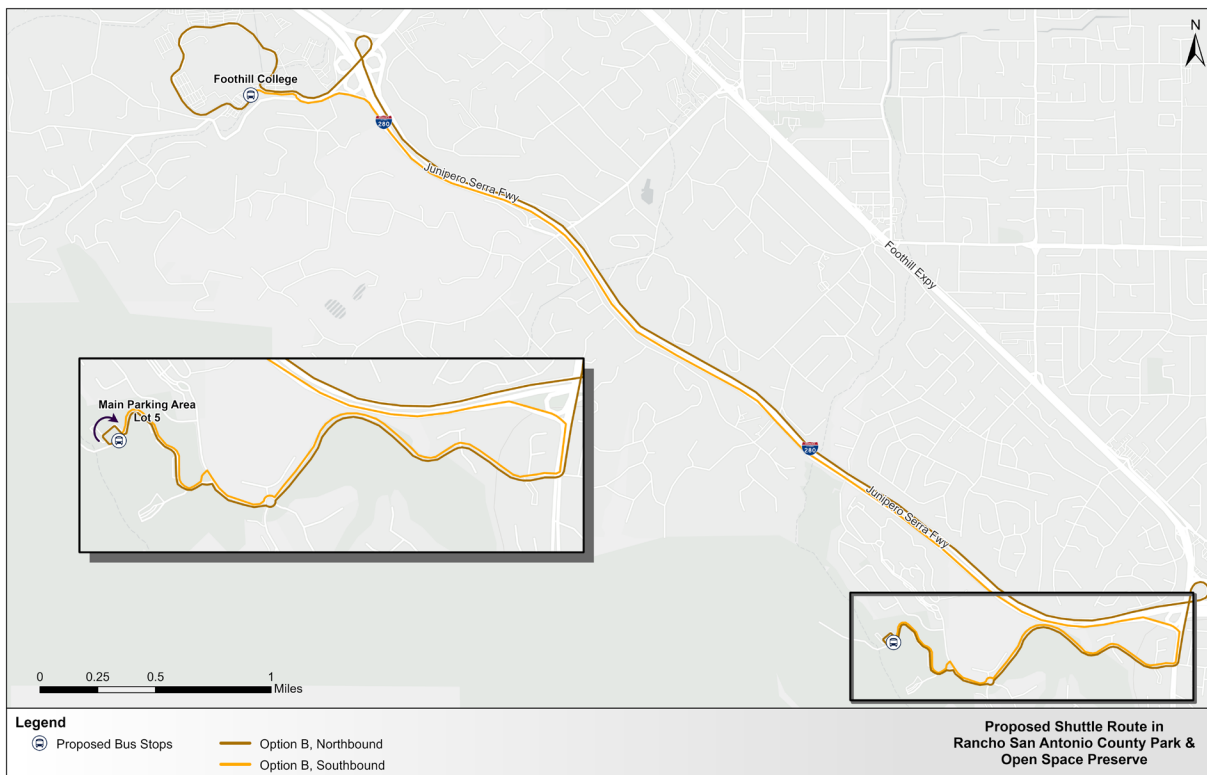 N
Foothill College
280
Junipero Serra Fwy
Foothill Expy
Main Parking Area
Lot 5
280
Junipero Serra Fwy
0 0.25 0.5 1
Miles
Legend
Proposed Bus Stops
Option B, Northbound
Option B, Southbound
Proposed Shuttle Route in
Rancho San Antonio County Park &
Open Space Preserve